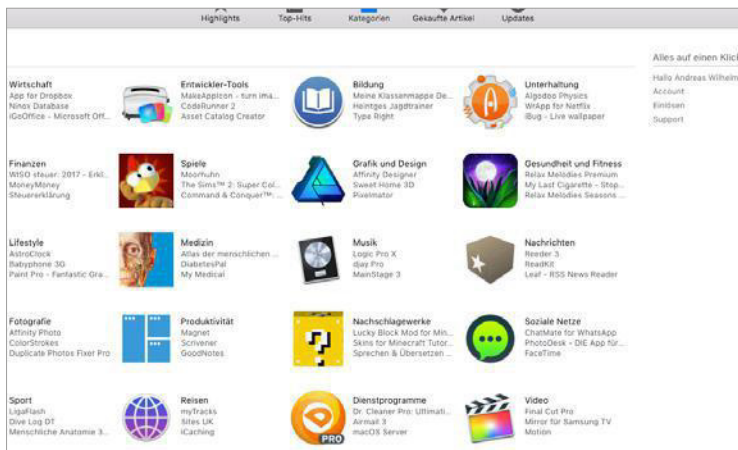 Highlights
Top-Hits
Kategorien
Gekaufte Artikel
Updates
Alles auf einen Klick
Hallo Andreas Wilhelm
Account
Einlösen
Support
Wirtschaft
App for Dropbox
Ninox Database
iGoOffice - Microsoft Off...
Entwickler-Tools
MakeAppIcon - turn ima...
CodeRunner 2
Asset Catalog Creator
Bildung
Meine Klassenmappe De...
Heintges Jagdtrainer
Type Right
Unterhaltung
Algodoo Physics
WrApp for Netflix
iBug - Live wallpaper
Finanzen
WISO steuer: 2017 - Erkl...
MoneyMoney
Steuererklärung
Spiele
Moorhuhn
The Sims™ 2: Super Col...
Command & Conquer™: ...
Grafik und Design
Affinity Designer
Sweet Home 3D
Pixelmator
Gesundheit und Fitness
Relax Melodies Premium
My Last Cigarette - Stop...
Relax Melodies Seasons ...
Lifestyle
AstroClock
Babyphone 3G
Paint Pro - Fantastic Gra...
Medizin
Atlas der menschlichen ...
DiabetesPal
My Medical
Musik
Logic Pro X
djay Pro
MainStage 3
Nachrichten
Reeder 3
ReadKit
Leaf - RSS News Reader
Fotografie
Affinity Photo
ColorStrokes
Duplicate Photos Fixer Pro
Produktivität
Magnet
Scrivener
GoodNotes
Nachschlagewerke
Lucky Block Mod for Min...
Skins for Minecraft Tutor...
Sprechen & Übersetzen ...
Soziale Netze
ChatMate for WhatsApp
PhotoDesk - DIE App für...
FaceTime
Sport
LigaFlash
Dive Log DT
Menschliche Anatomie 3...
Reisen
myTracks
Sites UK
iCaching
PRO
Dienstprogramme
Dr. Cleaner Pro: Ultimati...
Airmail 3
macOS Server
Video
Final Cut Pro
Mirror für Samsung TV
Motion